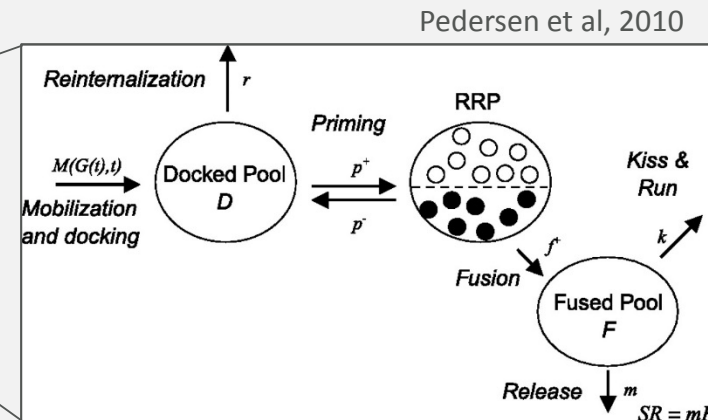 Pedersen et al, 2010
Reinternalization
r
RRP
Priming
M(G(t),t)
Docked Pool
D
p⁺
p⁻
Mobilization
and docking
Kiss &
Run
k
f⁺
Fusion
Fused Pool
F
Release
m